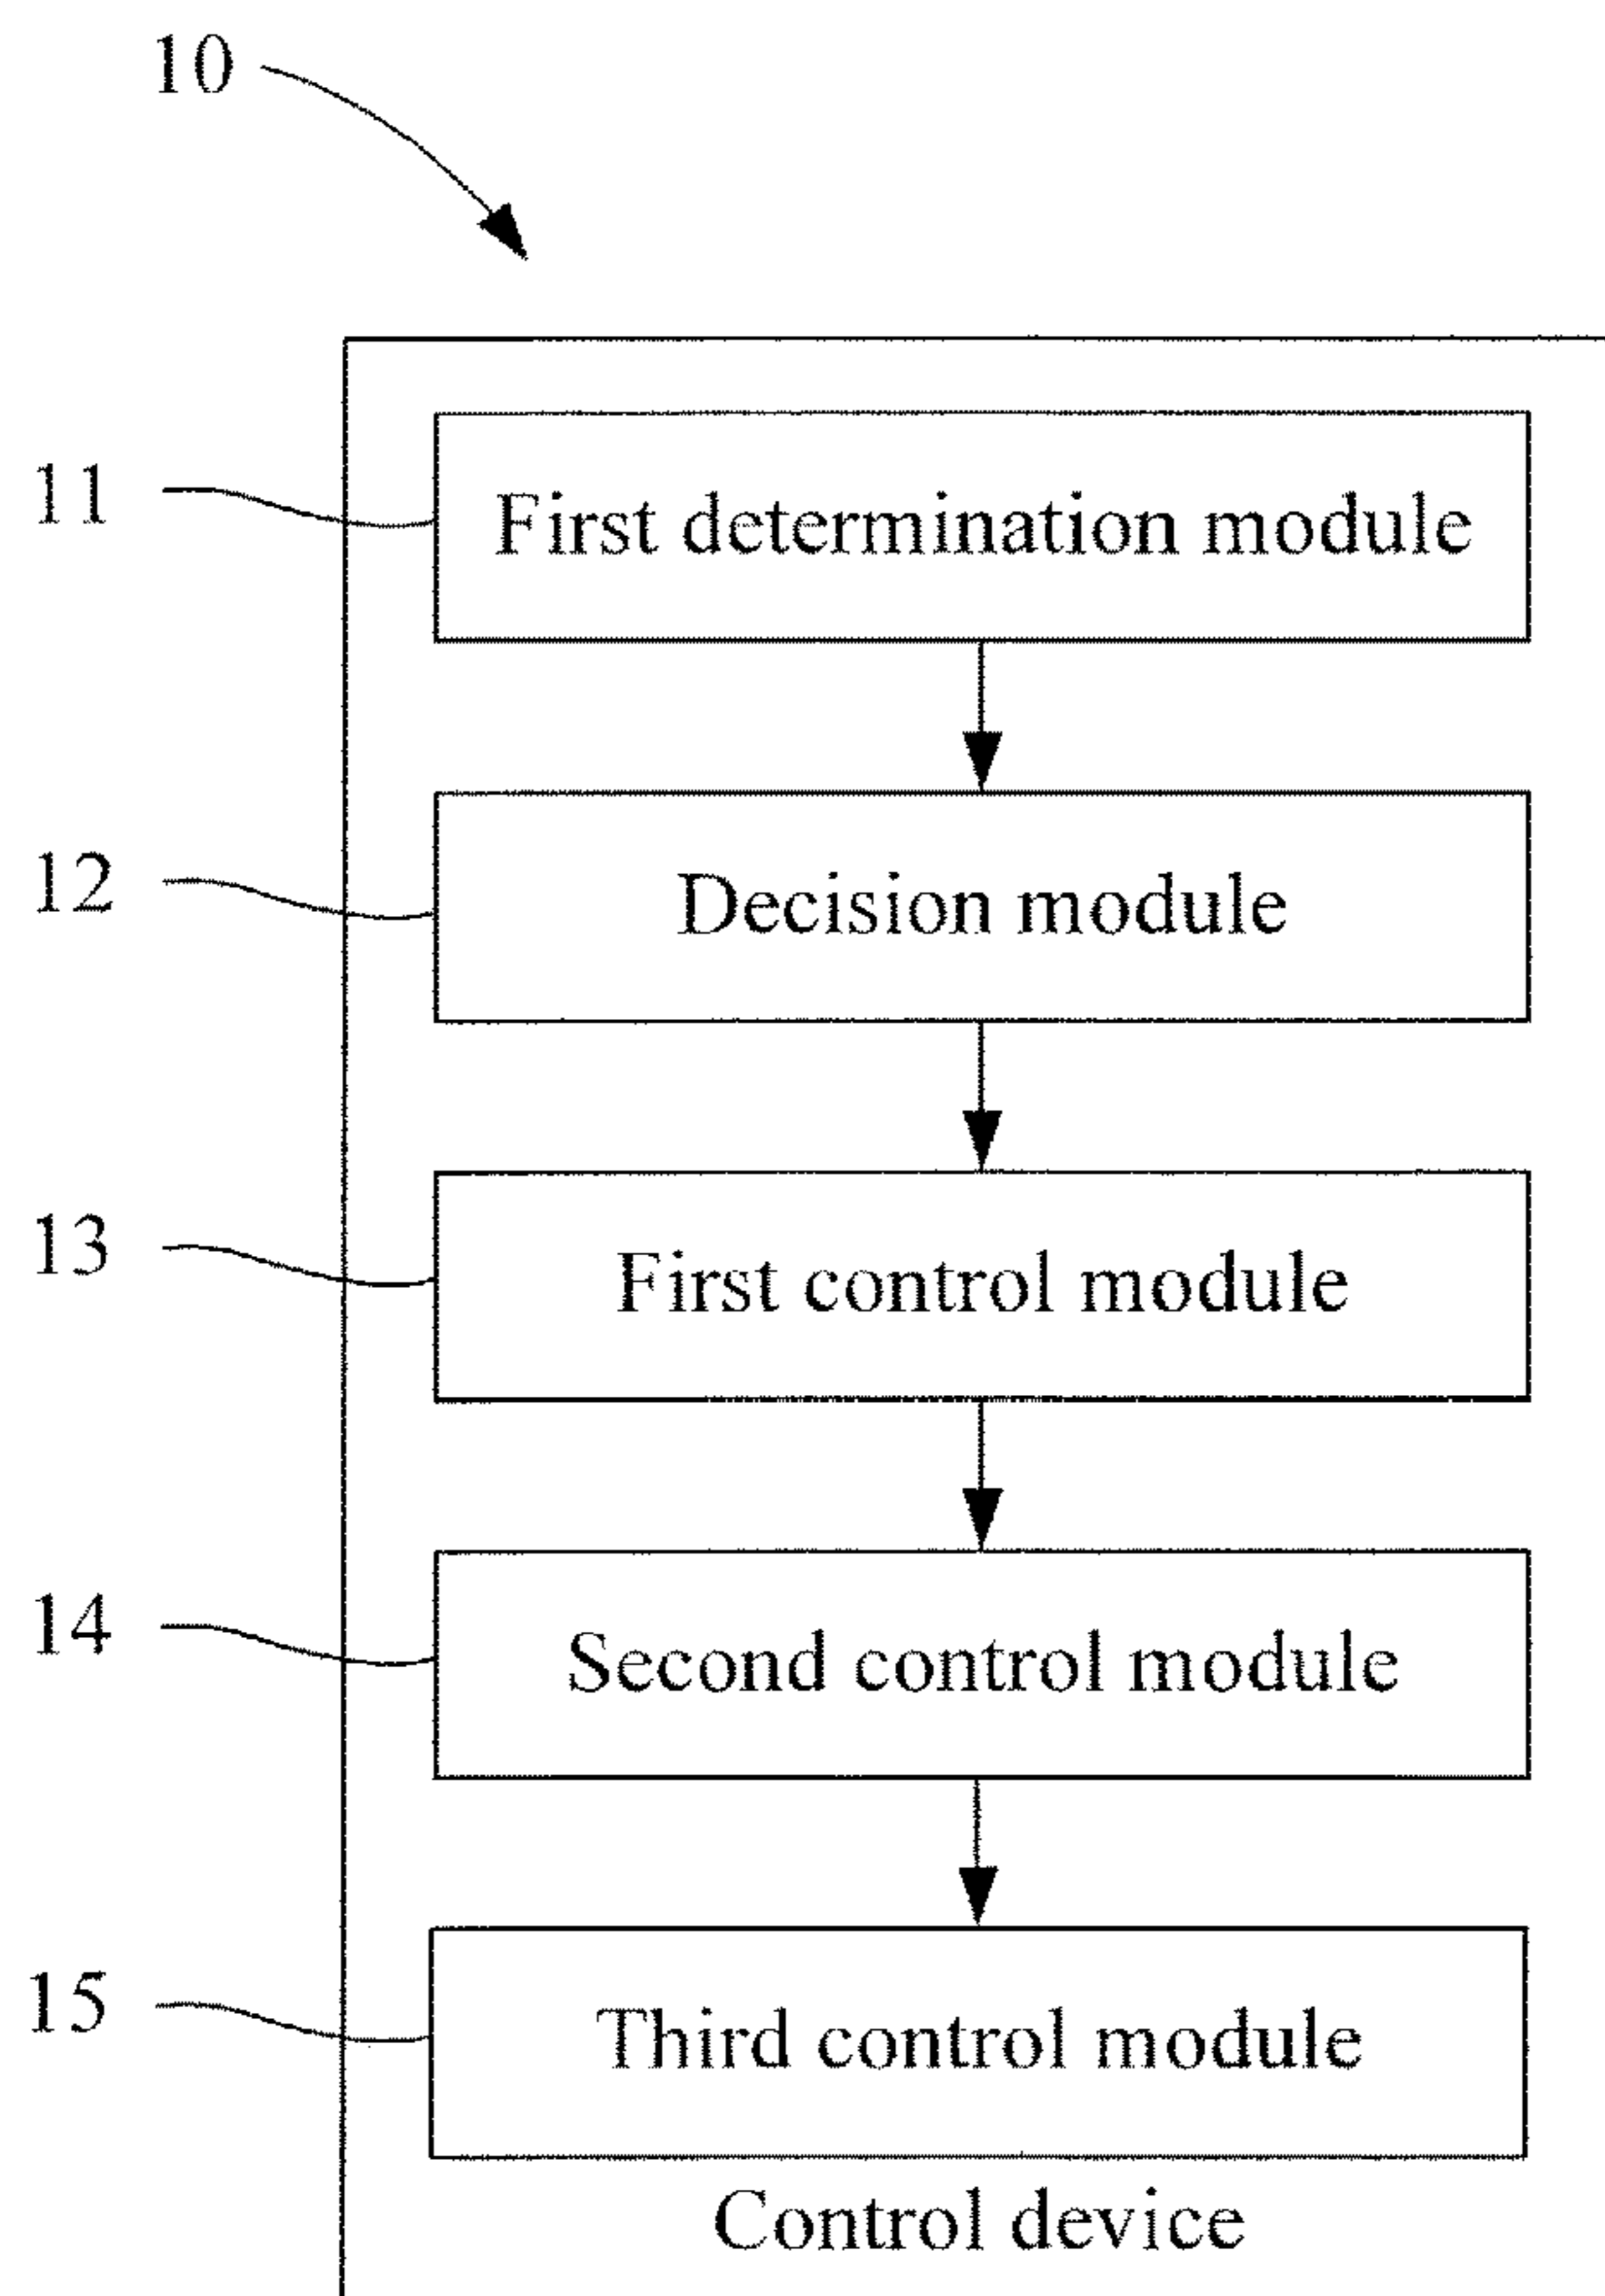 10
11
First determination module
12
Decision module
13
First control module
14
Second control module
15
Third control module
Control device